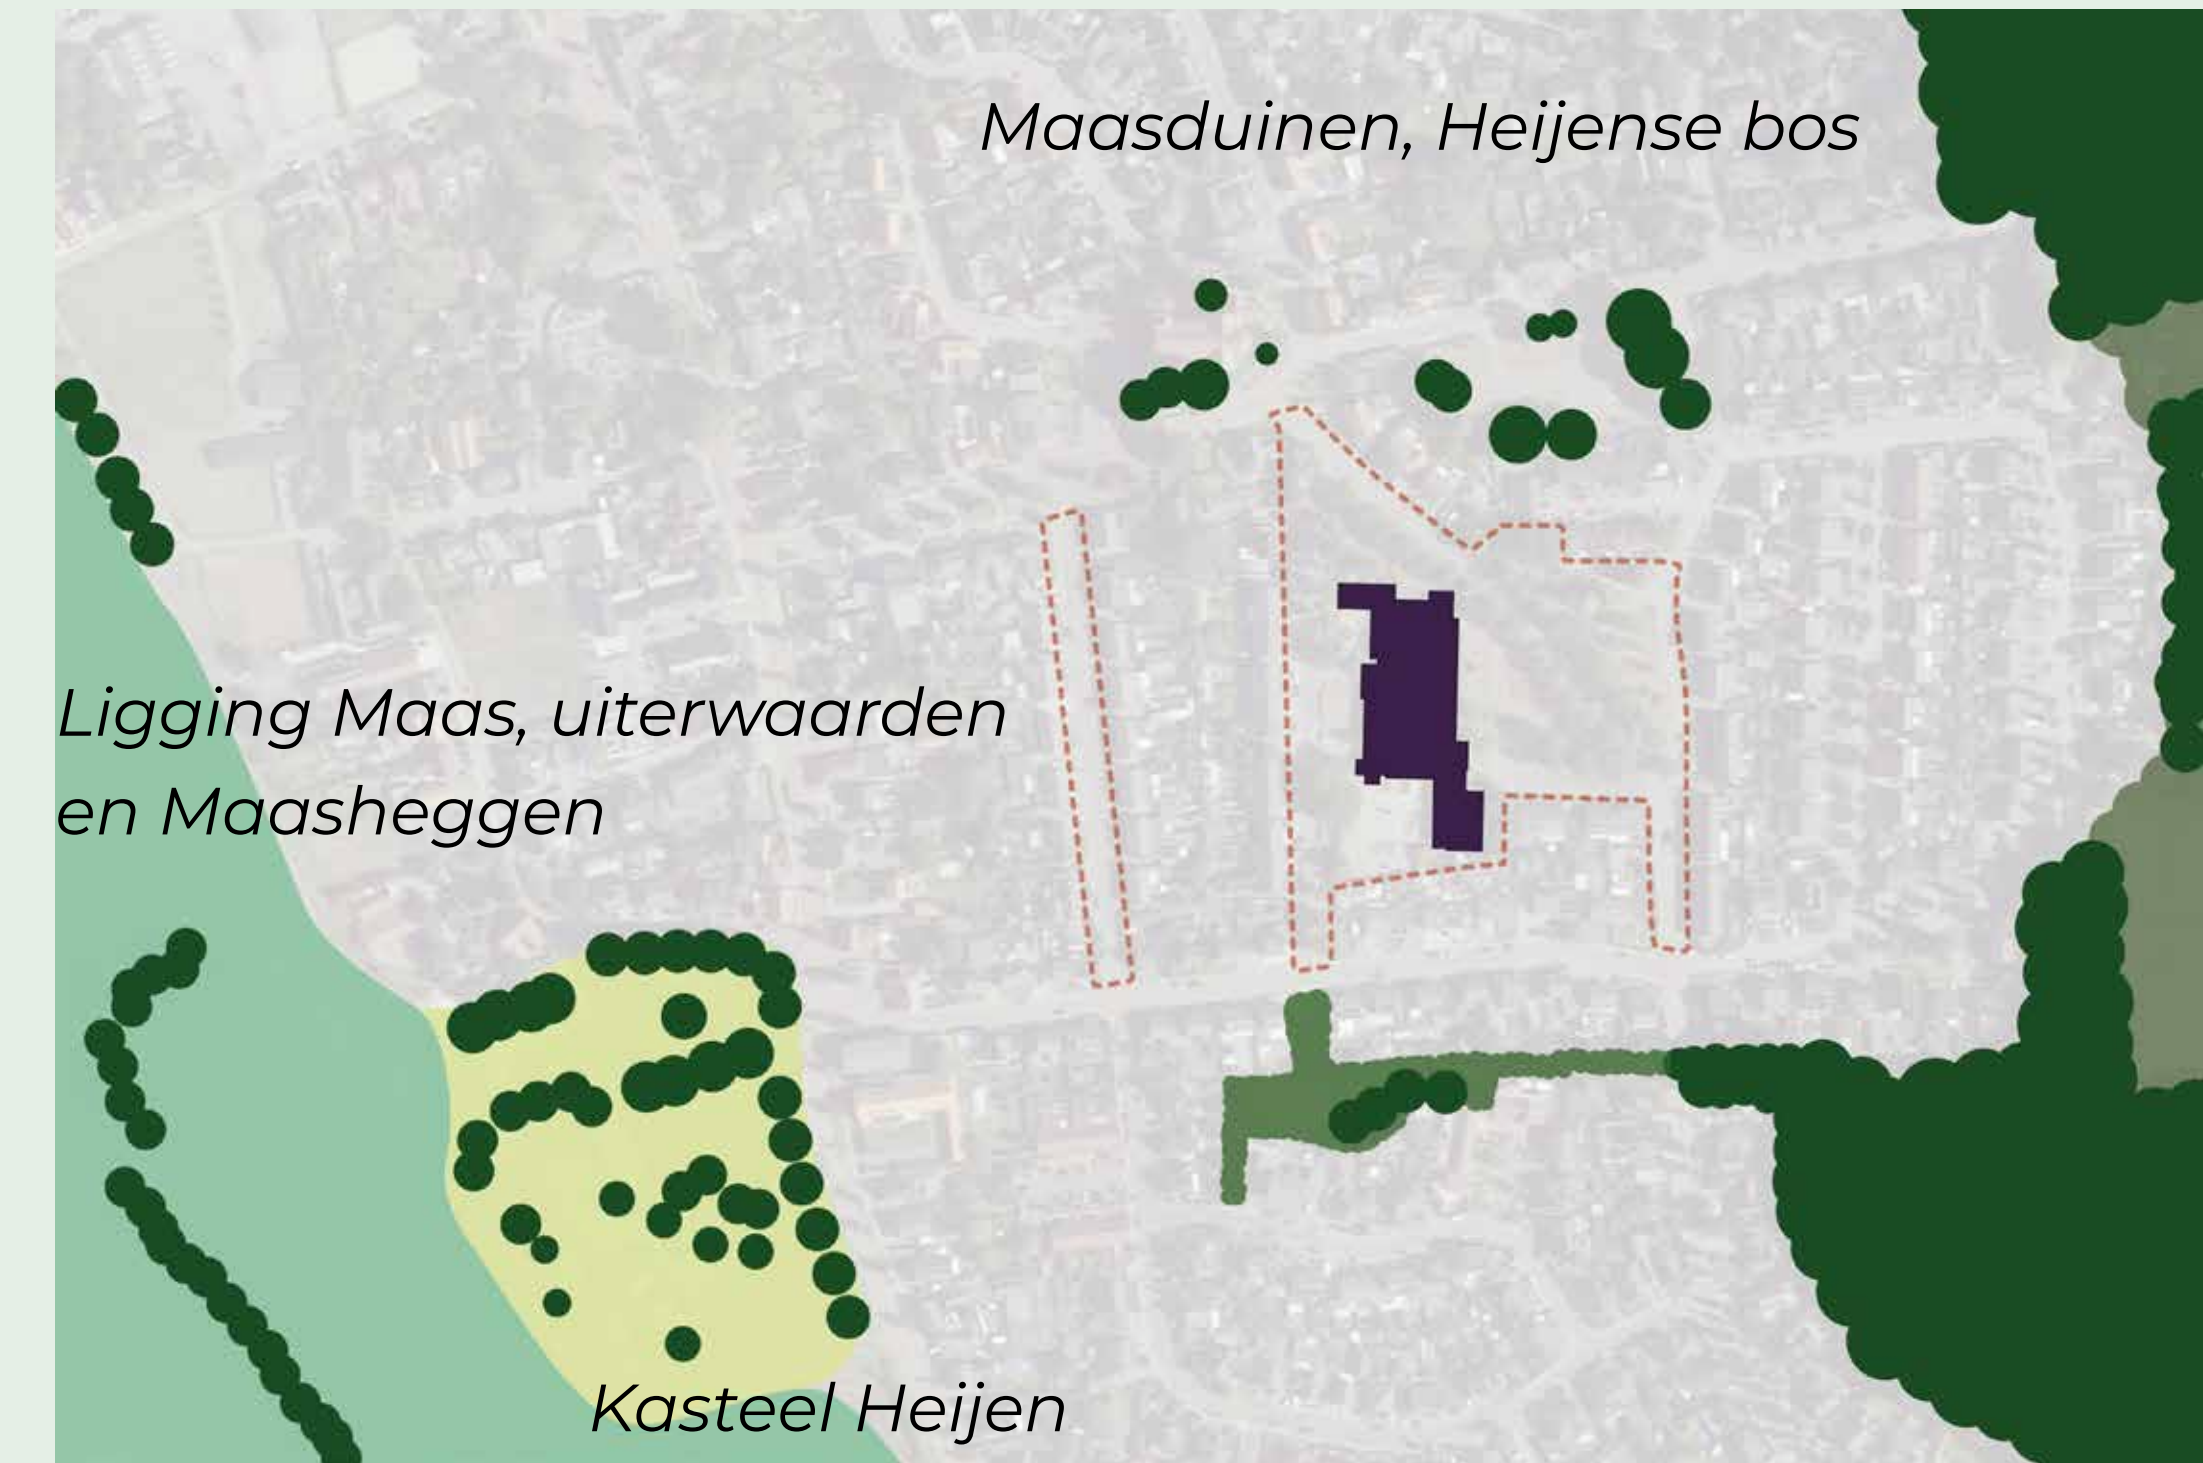 Maasduinen, Heijense bos
Ligging Maas, uiterwaarden
en Maasheggen
Kasteel Heijen